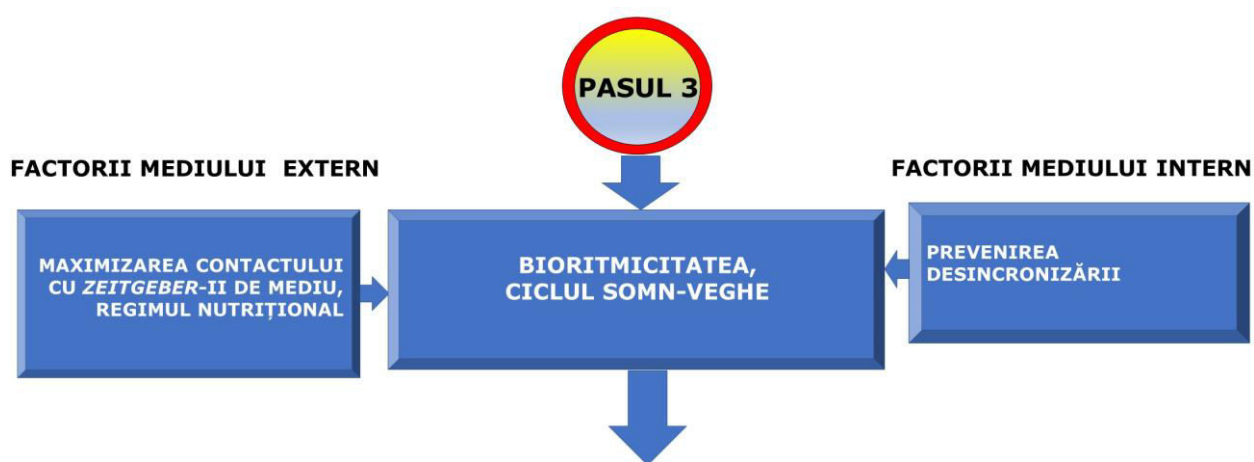 PASUL 3
FACTORII MEDIULUI EXTERN
MAXIMIZAREA CONTACTULUI
CU ZEITGEBER-II DE MEDIU,
REGIMUL NUTRIȚIONAL
BIORITMICITATEA,
CICLUL SOMN-VEGHE
FACTORII MEDIULUI INTERN
PREVENIREA
DESINCRONIZĂRII